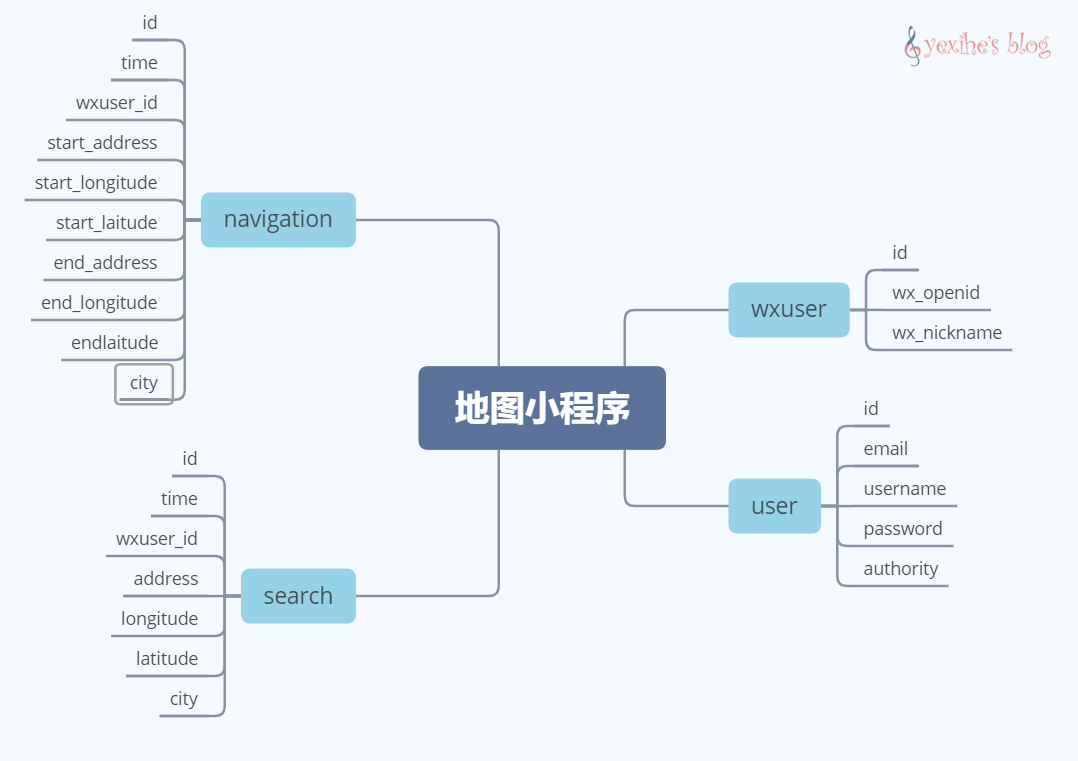 yexihe's blog
地图小程序
navigation
id
time
wxuser_id
start_address
start_longitude
start_laitude
end_address
end_longitude
endlaitude
city
search
id
time
wxuser_id
address
longitude
latitude
city
wxuser
id
wx_openid
wx_nickname
user
id
email
username
password
authority